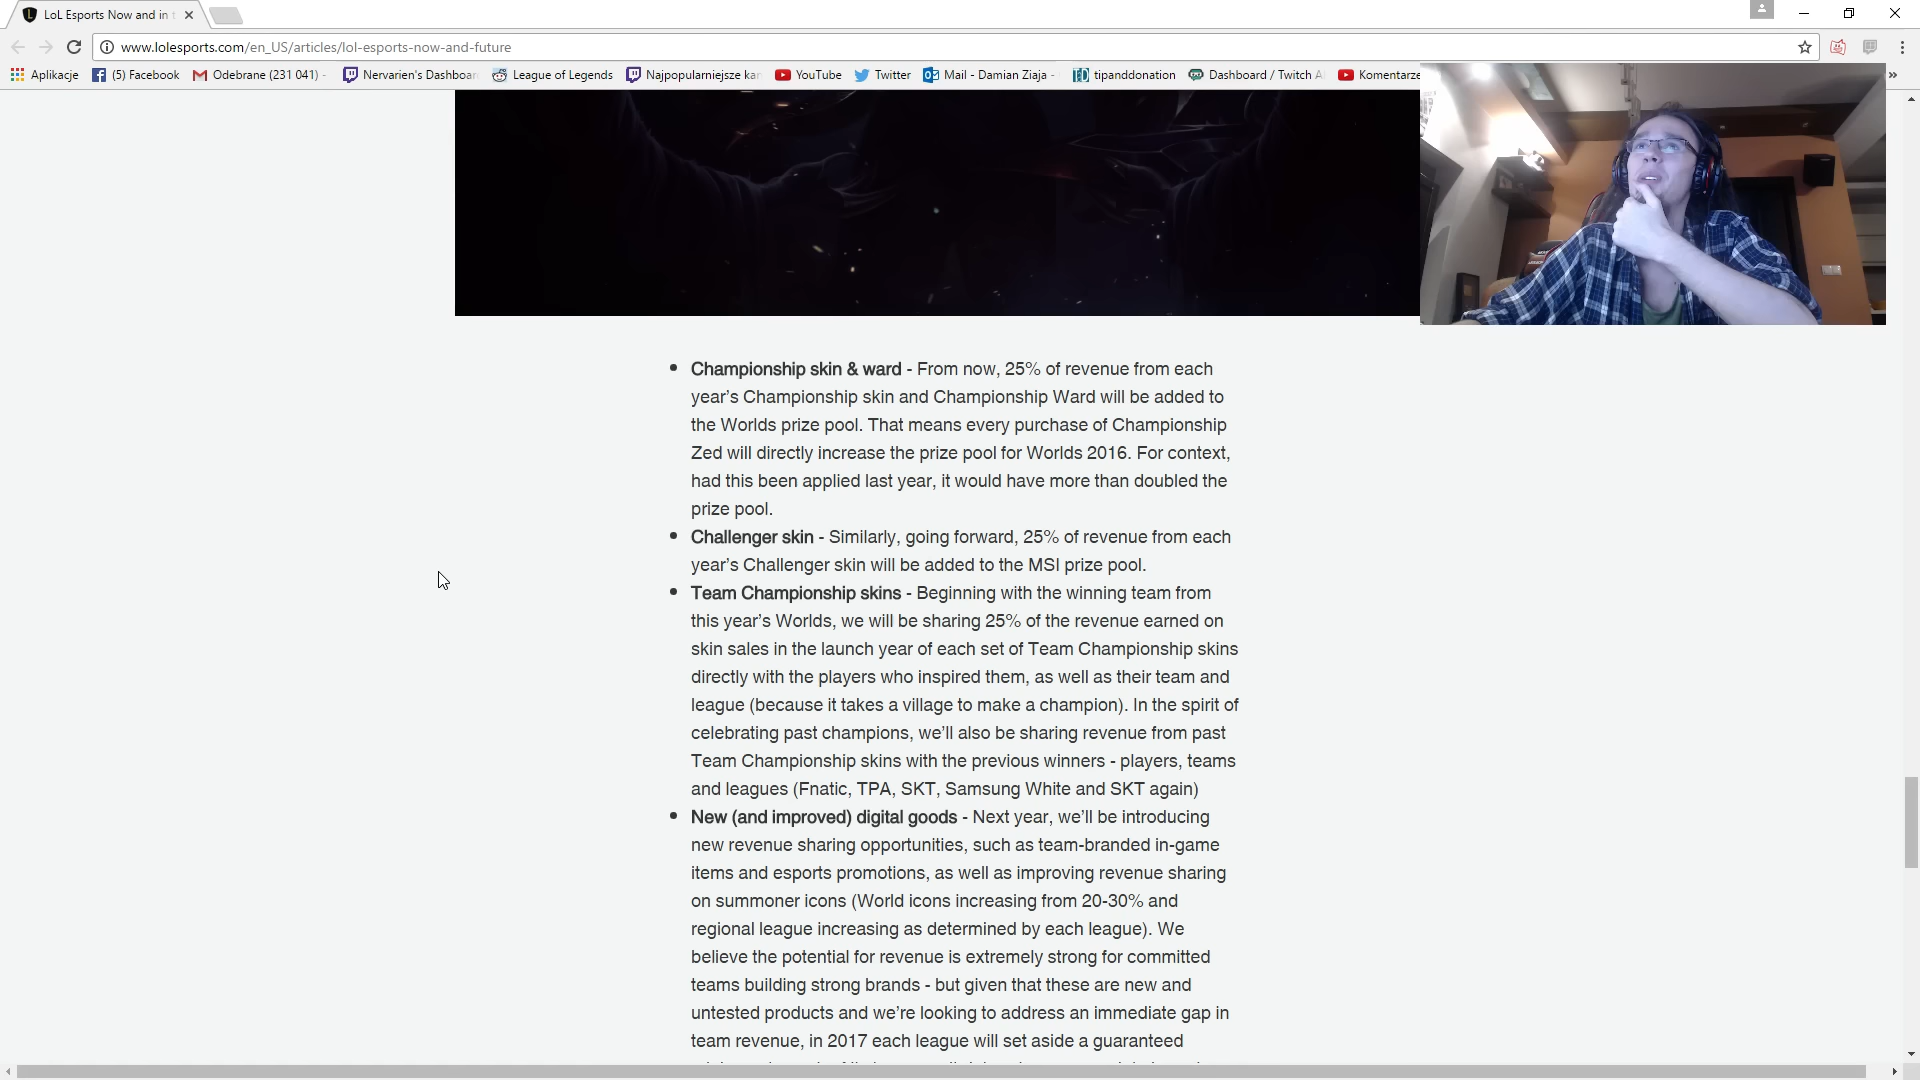 LoL Esports Now and in t
www.lolesports.com/en_US/articles/lol-esports-now-and-future
Aplikacje (5) Facebook Odebrane (231 041) - Nervarien's Dashboar League of Legends Najpopularniejsze ka YouTube Twitter Mail - Damian Ziaja - tipanddonation Dashboard / Twitch A Komentarze »
• Championship skin & ward - From now, 25% of revenue from each
year’s Championship skin and Championship Ward will be added to
the Worlds prize pool. That means every purchase of Championship
Zed will directly increase the prize pool for Worlds 2016. For context,
had this been applied last year, it would have more than doubled the
prize pool.
• Challenger skin - Similarly, going forward, 25% of revenue from each
year’s Challenger skin will be added to the MSI prize pool.
• Team Championship skins - Beginning with the winning team from
this year’s Worlds, we will be sharing 25% of the revenue earned on
skin sales in the launch year of each set of Team Championship skins
directly with the players who inspired them, as well as their team and
league (because it takes a village to make a champion). In the spirit of
celebrating past champions, we’ll also be sharing revenue from past
Team Championship skins with the previous winners - players, teams
and leagues (Fnatic, TPA, SKT, Samsung White and SKT again)
• New (and improved) digital goods - Next year, we’ll be introducing
new revenue sharing opportunities, such as team-branded in-game
items and esports promotions, as well as improving revenue sharing
on summoner icons (World icons increasing from 20-30% and
regional league increasing as determined by each league). We
believe the potential for revenue is extremely strong for committed
teams building strong brands - but given that these are new and
untested products and we’re looking to address an immediate gap in
team revenue, in 2017 each league will set aside a guaranteed